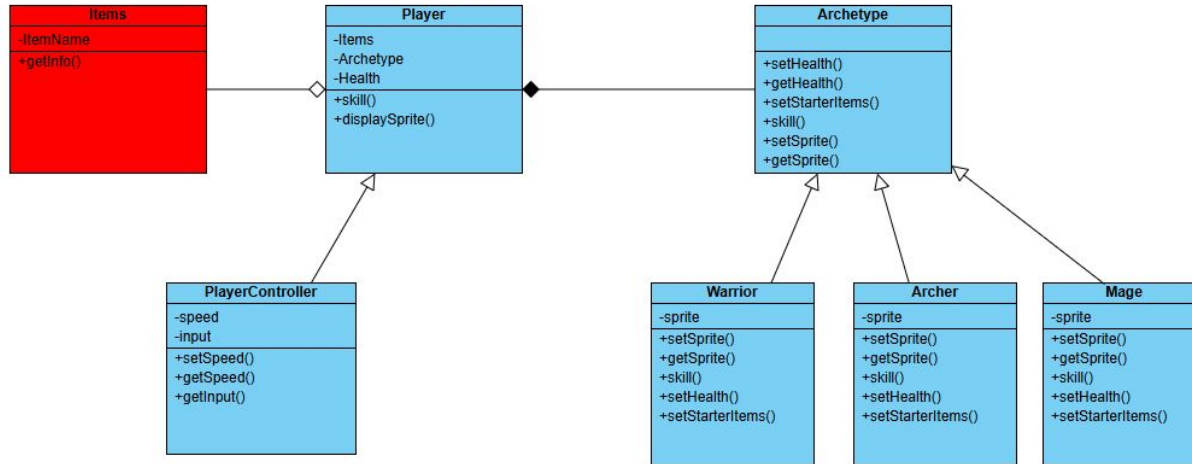 Items
-ItemName
+getInfo()
Player
-Items
-Archetype
-Health
+skill()
+displaySprite()
Archetype
+setHealth()
+getHealth()
+setStarterItems()
+skill()
+setSprite()
+getSprite()
PlayerController
-speed
-input
+setSpeed()
+getSpeed()
+getInput()
Warrior
-sprite
+setSprite()
+getSprite()
+skill()
+setHealth()
+setStarterItems()
Archer
-sprite
+setSprite()
+getSprite()
+skill()
+setHealth()
+setStarterItems()
Mage
-sprite
+setSprite()
+getSprite()
+skill()
+setHealth()
+setStarterItems()